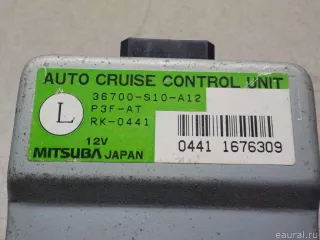 AUTO CRUISE CONTROL UNIT
36700-S10-A12
L
P3F-AT
RK-0441
12V
MITSUBA JAPAN
0441 1676309
© eaural.ru